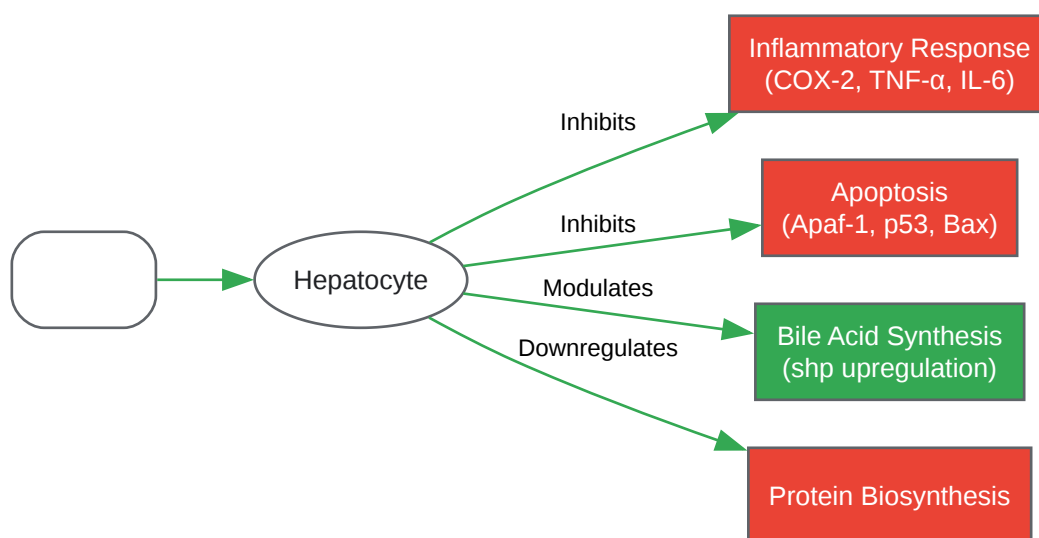 Inflammatory Response
(COX-2, TNF-α, IL-6)
Inhibits
Apoptosis
(Apaf-1, p53, Bax)
Inhibits
Hepatocyte
Modulates
Bile Acid Synthesis
(shp upregulation)
Downregulates
Protein Biosynthesis